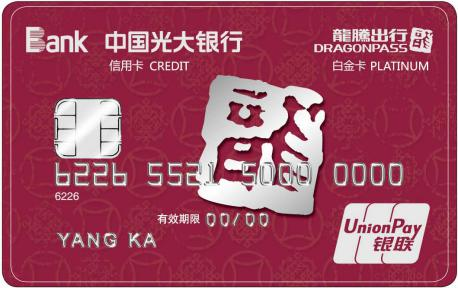 Bank 中国光大银行
信用卡 CREDIT
龍騰出行
DRAGONPASS
白金卡 PLATINUM
6226 5521 5000 0000
6226
有效期限 00/00
YANG KA
UnionPay
银联